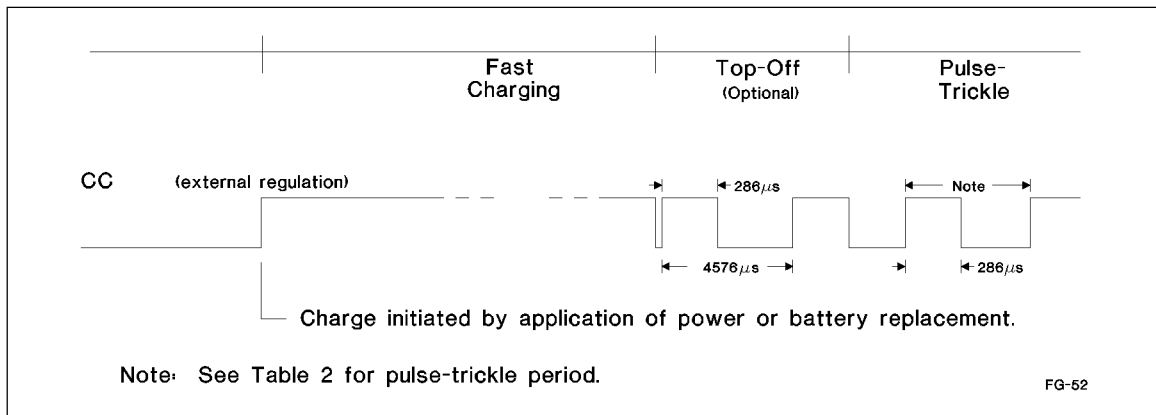 Fast
Charging
Top-Off
(Optional)
Pulse-
Trickle
CC (external regulation)
286μs
Note
4576μs
286μs
Charge initiated by application of power or battery replacement.
Note: See Table 2 for pulse-trickle period.
FG-52